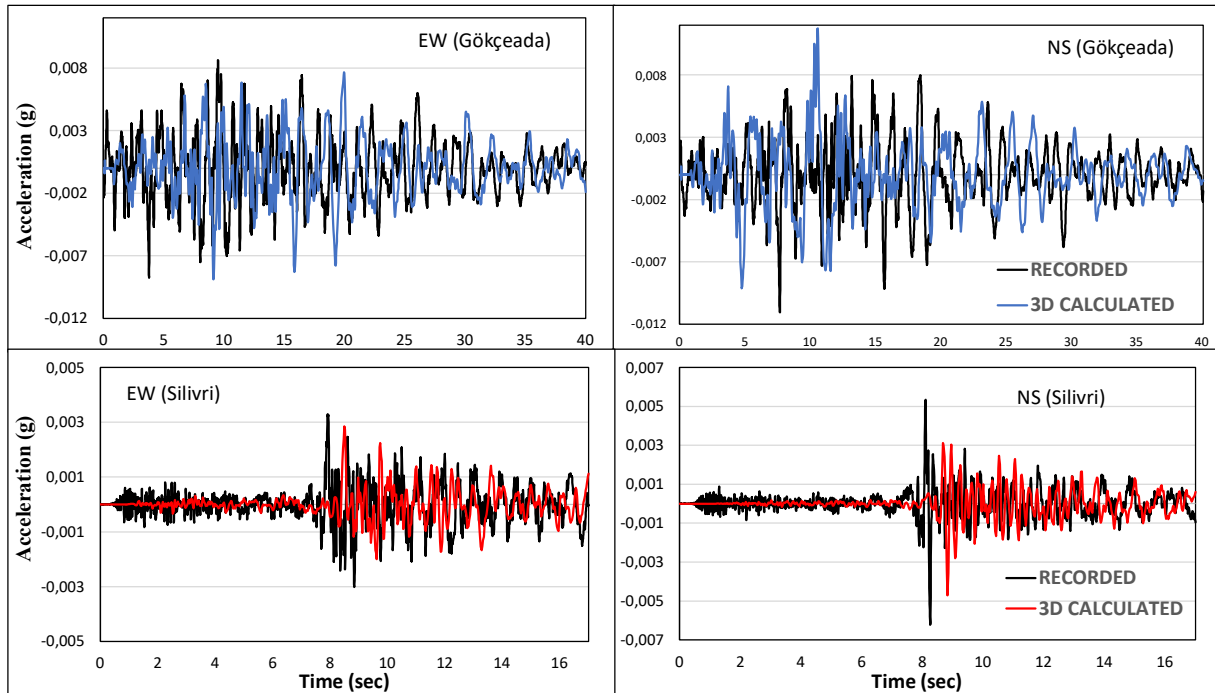 EW (Gökçeada)
Acceleration (g)
0,008
0,003
-0,002
-0,007
-0,012
0 5 10 15 20 25 30 35 40
NS (Gökçeada)
0,008
0,003
-0,002
-0,007
-0,012
RECORDED
3D CALCULATED
0 5 10 15 20 25 30 35 40
EW (Silivri)
Acceleration (g)
0,005
0,003
0,001
-0,001
-0,003
-0,005
0 2 4 6 8 10 12 14 16
Time (sec)
NS (Silivri)
0,007
0,005
0,003
0,001
-0,001
-0,003
-0,005
-0,007
RECORDED
3D CALCULATED
0 2 4 6 8 10 12 14 16
Time (sec)